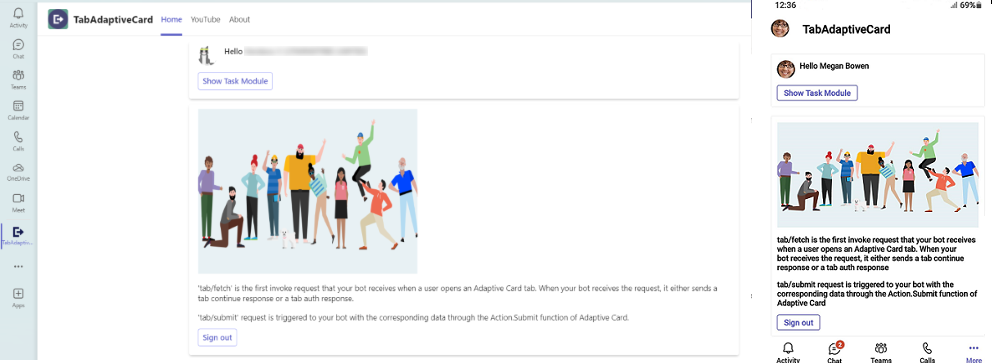 TabAdaptiveCard Home YouTube About
Activity
Chat
Teams
Calendar
Calls
OneDrive
Meet
TabAdaptiv...
Apps
Hello
Show Task Module
'tab/fetch' is the first invoke request that your bot receives when a user opens an Adaptive Card tab. When your bot receives the request, it either sends a
tab continue response or a tab auth response.
'tab/submit' request is triggered to your bot with the corresponding data through the Action.Submit function of Adaptive Card.
Sign out
12:36 69%
TabAdaptiveCard
Hello Megan Bowen
Show Task Module
tab/fetch is the first invoke request that your bot receives
when a user opens an Adaptive Card tab. When your
bot receives the request, it either sends a tab continue
response or a tab auth response
tab/submit request is triggered to your bot with the
corresponding data through the Action.Submit function of
Adaptive Card
Sign out
2
Activity Chat Teams Calls More